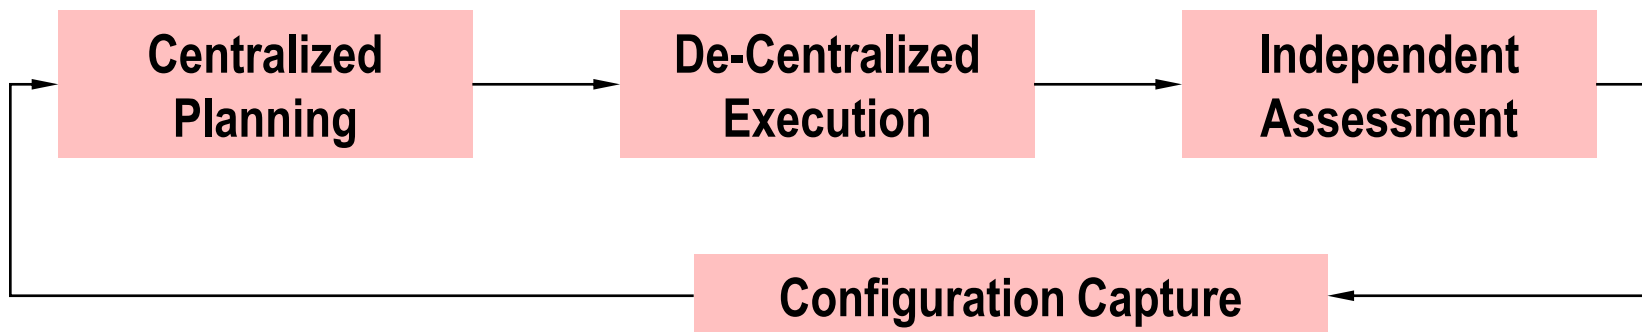 Centralized
Planning
De-Centralized
Execution
Independent
Assessment
Configuration Capture